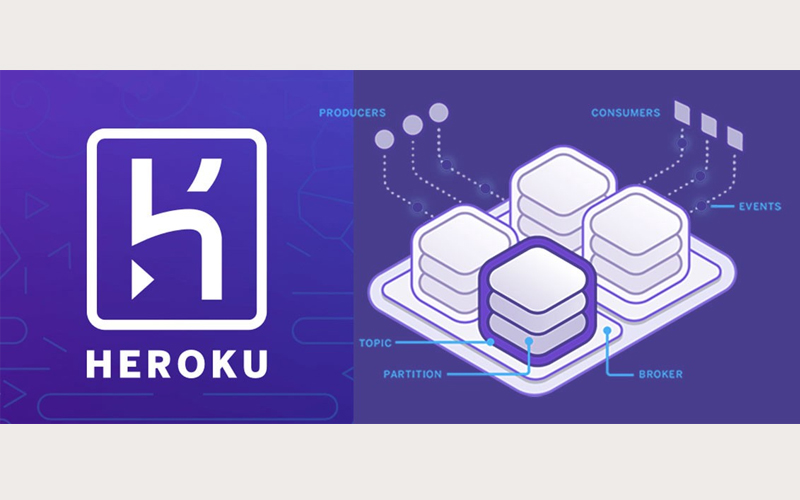 HEROKU
PRODUCERS
CONSUMERS
EVENTS
TOPIC
PARTITION
BROKER